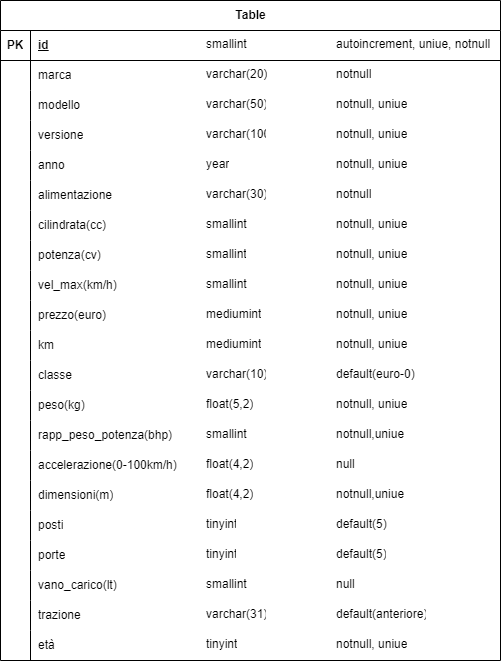 Table
PK id smallint autoincrement, uniue, notnull
marca varchar(20) notnull
modello varchar(50) notnull, uniue
versione varchar(100 notnull, uniue
anno year notnull, uniue
alimentazione varchar(30) notnull
cilindrata(cc) smallint notnull, uniue
potenza(cv) smallint notnull, uniue
vel_max(km/h) smallint notnull, uniue
prezzo(euro) mediumint notnull, uniue
km mediumint notnull, uniue
classe varchar(10) default(euro-0)
peso(kg) float(5,2) notnull, uniue
rapp_peso_potenza(bhp) smallint notnull,uniue
accelerazione(0-100km/h) float(4,2) null
dimensioni(m) float(4,2) notnull,uniue
posti tinyint default(5)
porte tinyint default(5)
vano_carico(lt) smallint null
trazione varchar(31) default(anteriore)
età tinyint notnull, uniue